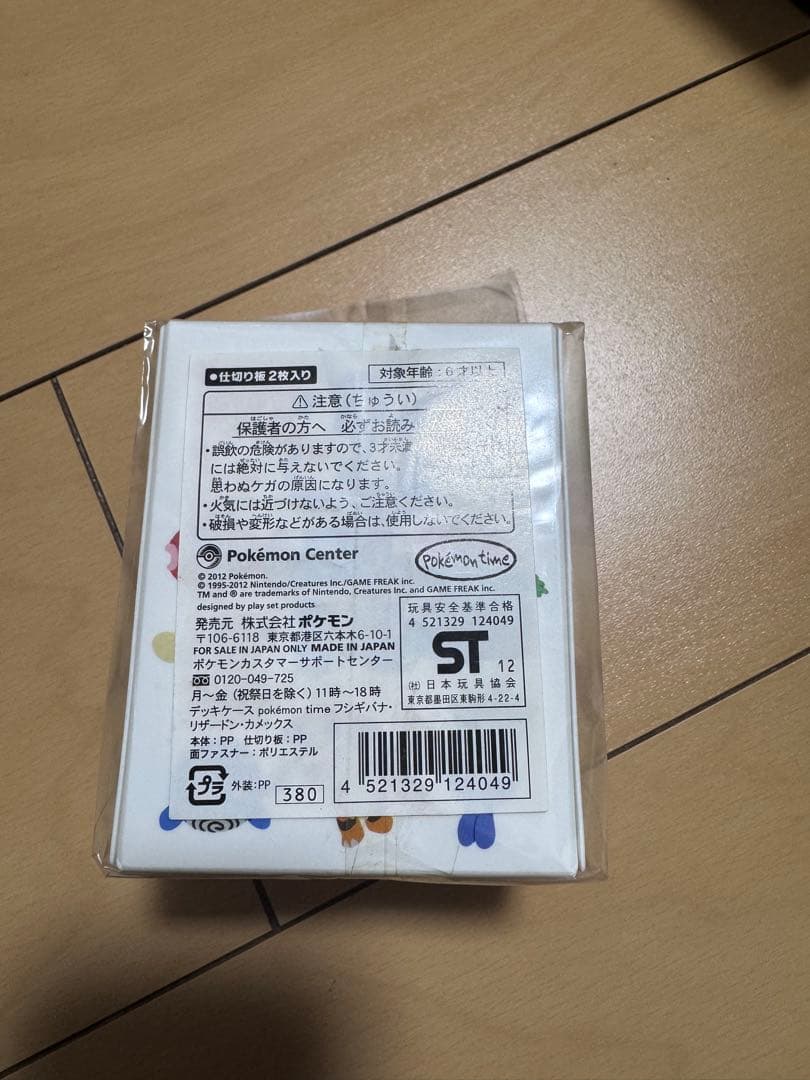 ●仕切り板2枚入り
対象年齢:6才以上
⚠注意(ちゅうい)
保護者の方へ 必ずお読み
・誤飲の危険がありますので、3才未満
には絶対に与えないでください。
思わぬケガの原因になります。
・火気には近づけないよう、ご注意ください。
・破損や変形などがある場合は、使用しないでください。
Pokémon Center
pokémon time
© 2012 Pokémon.
© 1995-2012 Nintendo/Creatures Inc./GAME FREAK inc.
TM and ® are trademarks of Nintendo, Creatures Inc. and GAME FREAK inc.
designed by play set products
発売元 株式会社ポケモン
〒106-6118 東京都港区六本木6-10-1
FOR SALE IN JAPAN ONLY MADE IN JAPAN
ポケモンカスタマーサポートセンター
0120-049-725
月~金(祝祭日を除く)11時~18時
デッキケース pokémon time フシギバナ・
リザードン・カメックス
本体:PP 仕切り板:PP
面ファスナー:ポリエステル
プラ
外装:PP
380
玩具安全基準合格
4 521329 124049
ST 12
(社)日本玩具協会
東京都墨田区東駒形4-22-4
4 521329 124049